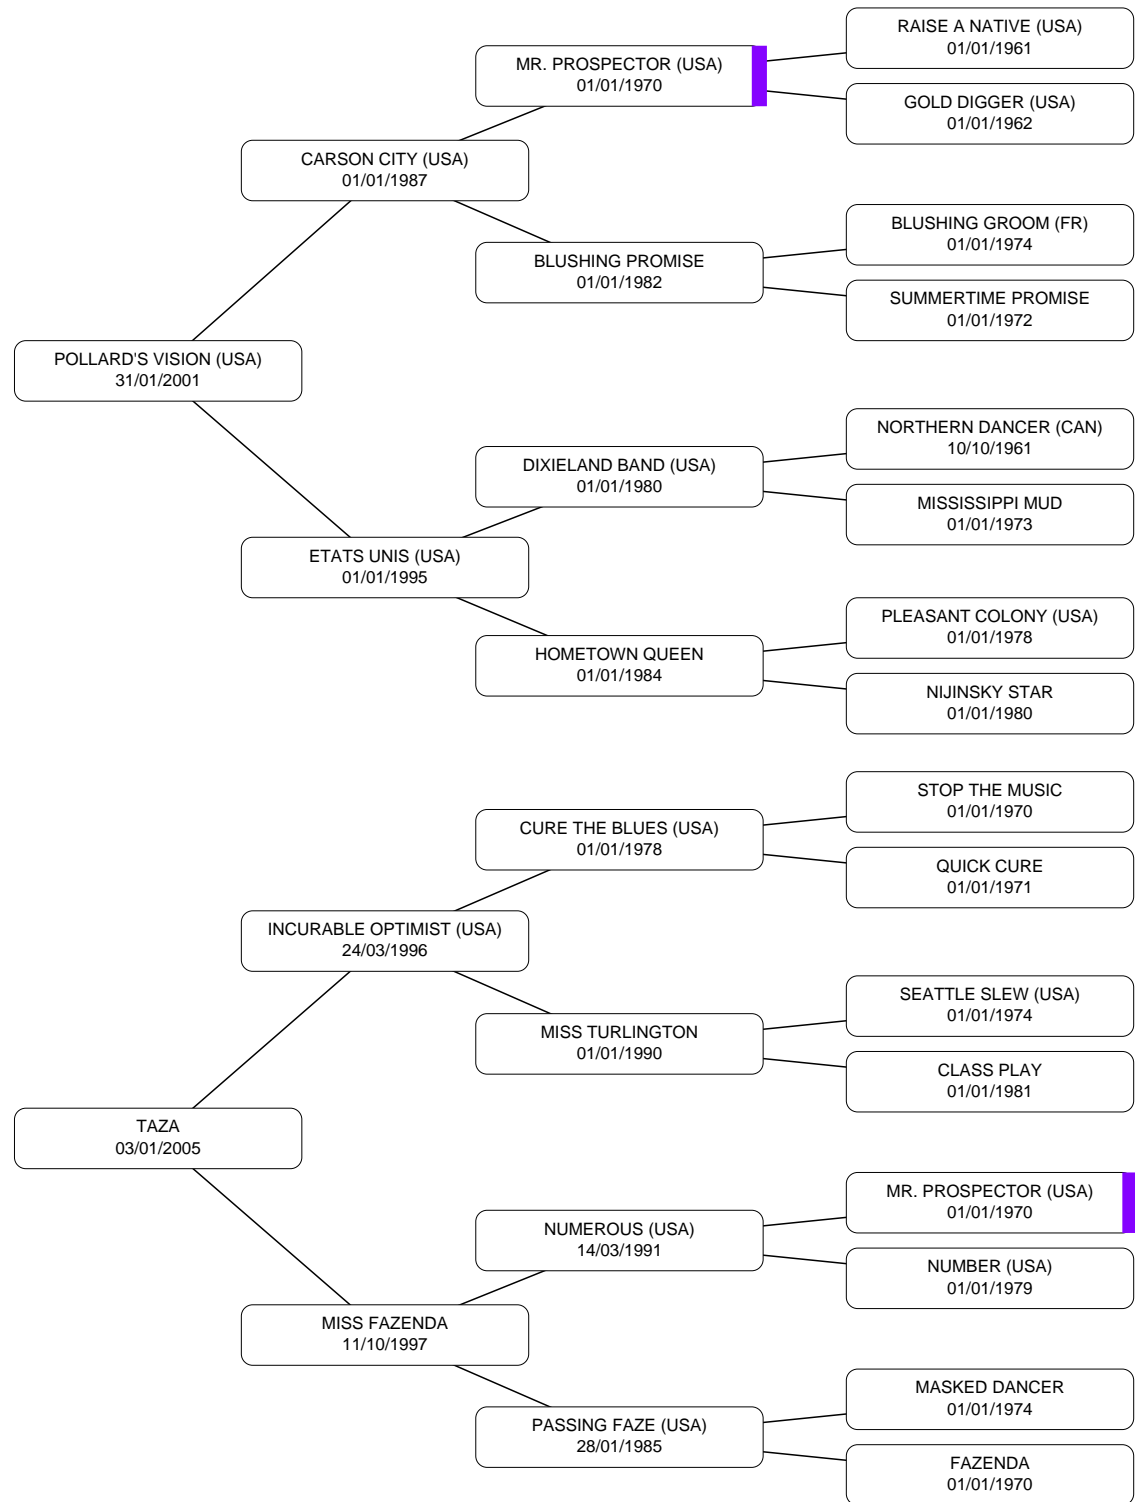 RAISE A NATIVE (USA)
01/01/1961
MR. PROSPECTOR (USA)
01/01/1970
GOLD DIGGER (USA)
01/01/1962
CARSON CITY (USA)
01/01/1987
BLUSHING GROOM (FR)
01/01/1974
BLUSHING PROMISE
01/01/1982
SUMMERTIME PROMISE
01/01/1972
POLLARD'S VISION (USA)
31/01/2001
NORTHERN DANCER (CAN)
10/10/1961
DIXIELAND BAND (USA)
01/01/1980
MISSISSIPPI MUD
01/01/1973
ETATS UNIS (USA)
01/01/1995
PLEASANT COLONY (USA)
01/01/1978
HOMETOWN QUEEN
01/01/1984
NIJINSKY STAR
01/01/1980
STOP THE MUSIC
01/01/1970
CURE THE BLUES (USA)
01/01/1978
QUICK CURE
01/01/1971
INCURABLE OPTIMIST (USA)
24/03/1996
SEATTLE SLEW (USA)
01/01/1974
MISS TURLINGTON
01/01/1990
CLASS PLAY
01/01/1981
TAZA
03/01/2005
MR. PROSPECTOR (USA)
01/01/1970
NUMEROUS (USA)
14/03/1991
NUMBER (USA)
01/01/1979
MISS FAZENDA
11/10/1997
MASKED DANCER
01/01/1974
PASSING FAZE (USA)
28/01/1985
FAZENDA
01/01/1970